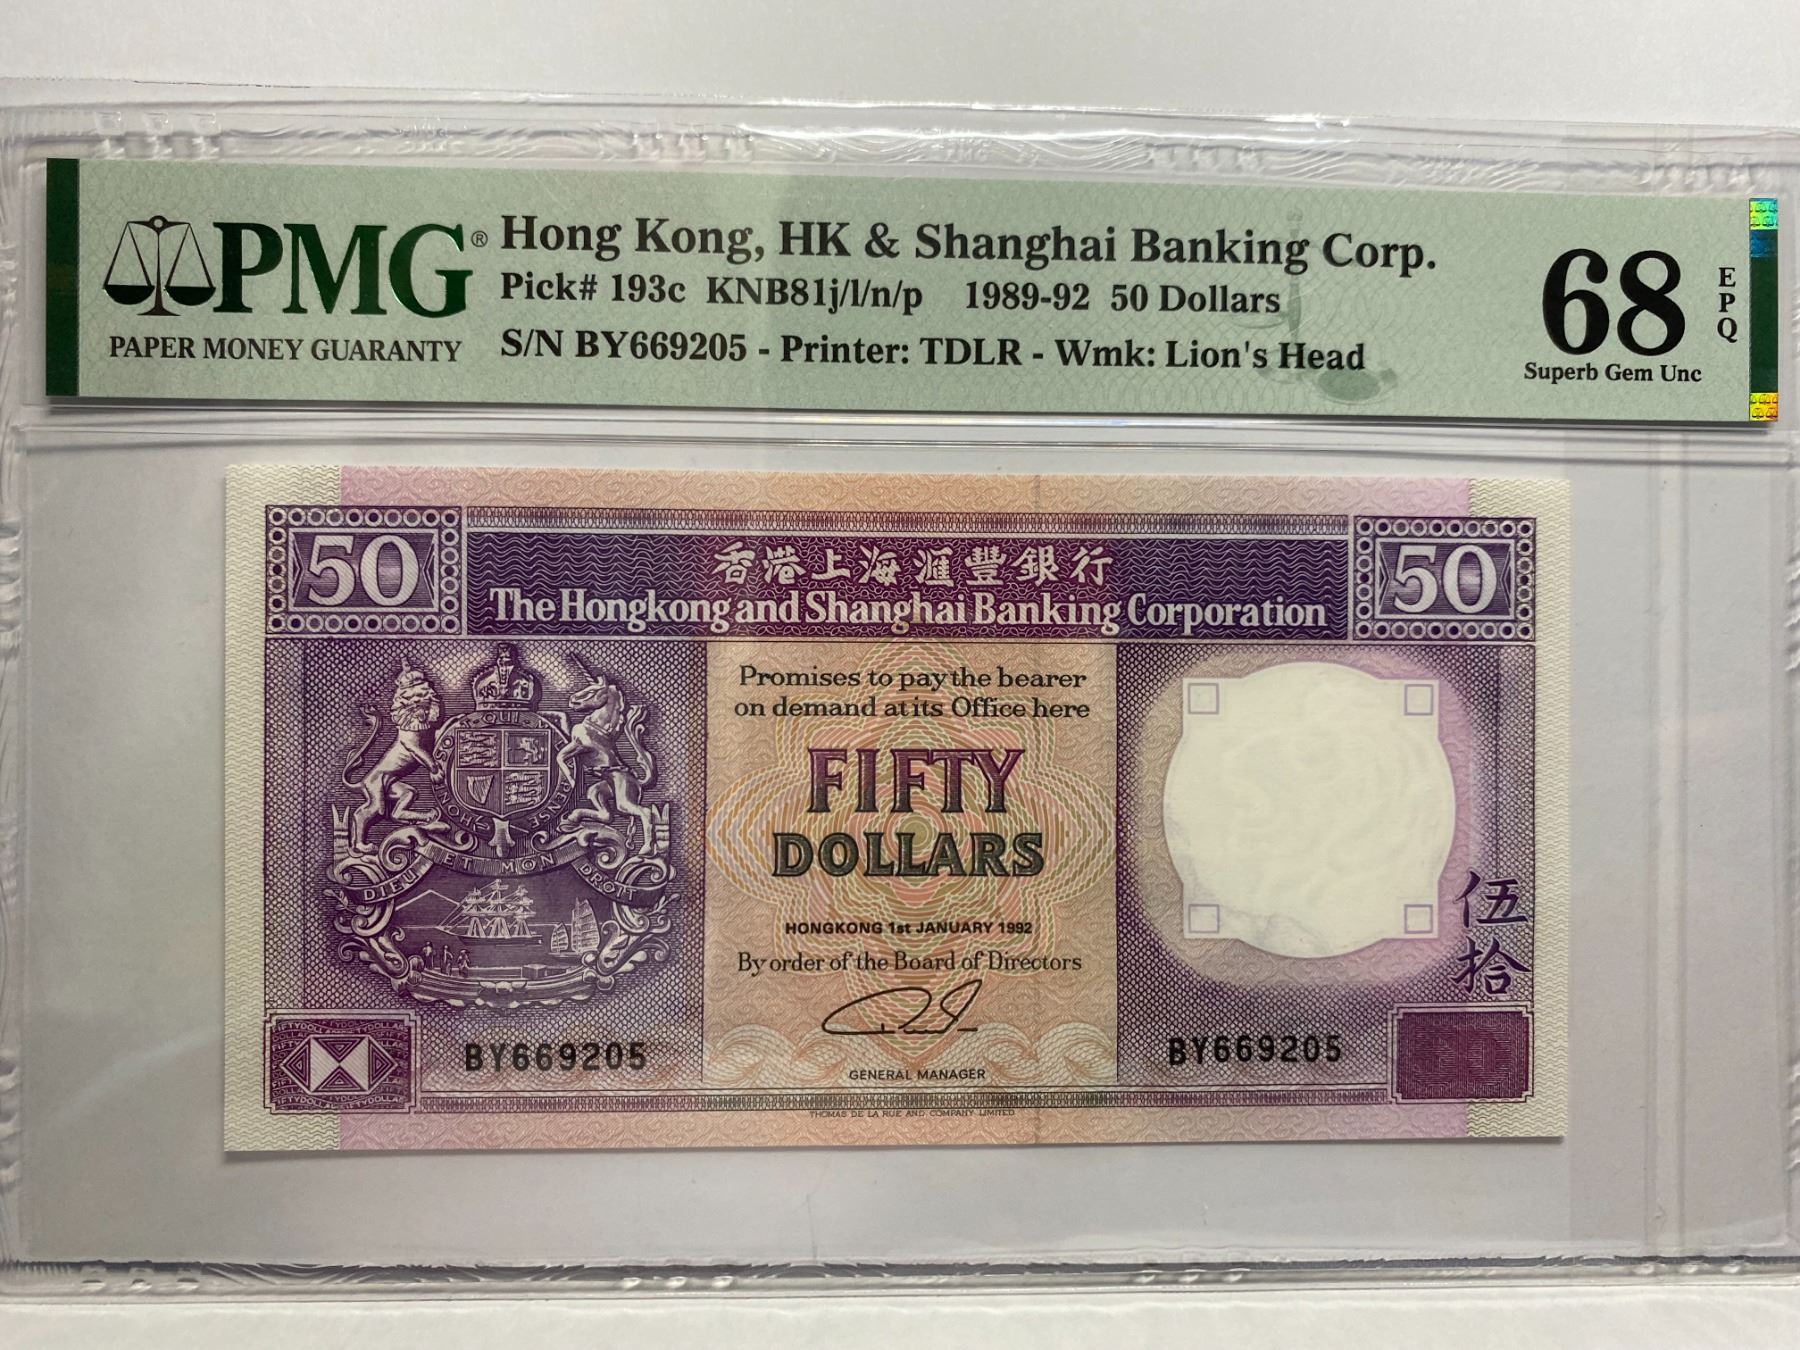 PMG®
PAPER MONEY GUARANTY
Hong Kong, HK & Shanghai Banking Corp.
Pick# 193c KNB81j/l/n/p 1989-92 50 Dollars
S/N BY669205 - Printer: TDLR - Wmk: Lion's Head
68
EPQ
Superb Gem Unc
50
香港上海滙豐銀行
50
The Hongkong and Shanghai Banking Corporation
Promises to pay the bearer
on demand at its Office here
FIFTY
DOLLARS
HONGKONG 1st JANUARY 1992
By order of the Board of Directors
GENERAL MANAGER
DIEU ET MON DROIT
伍拾
BY669205
BY669205
THOMAS DE LA RUE AND COMPANY LIMITED